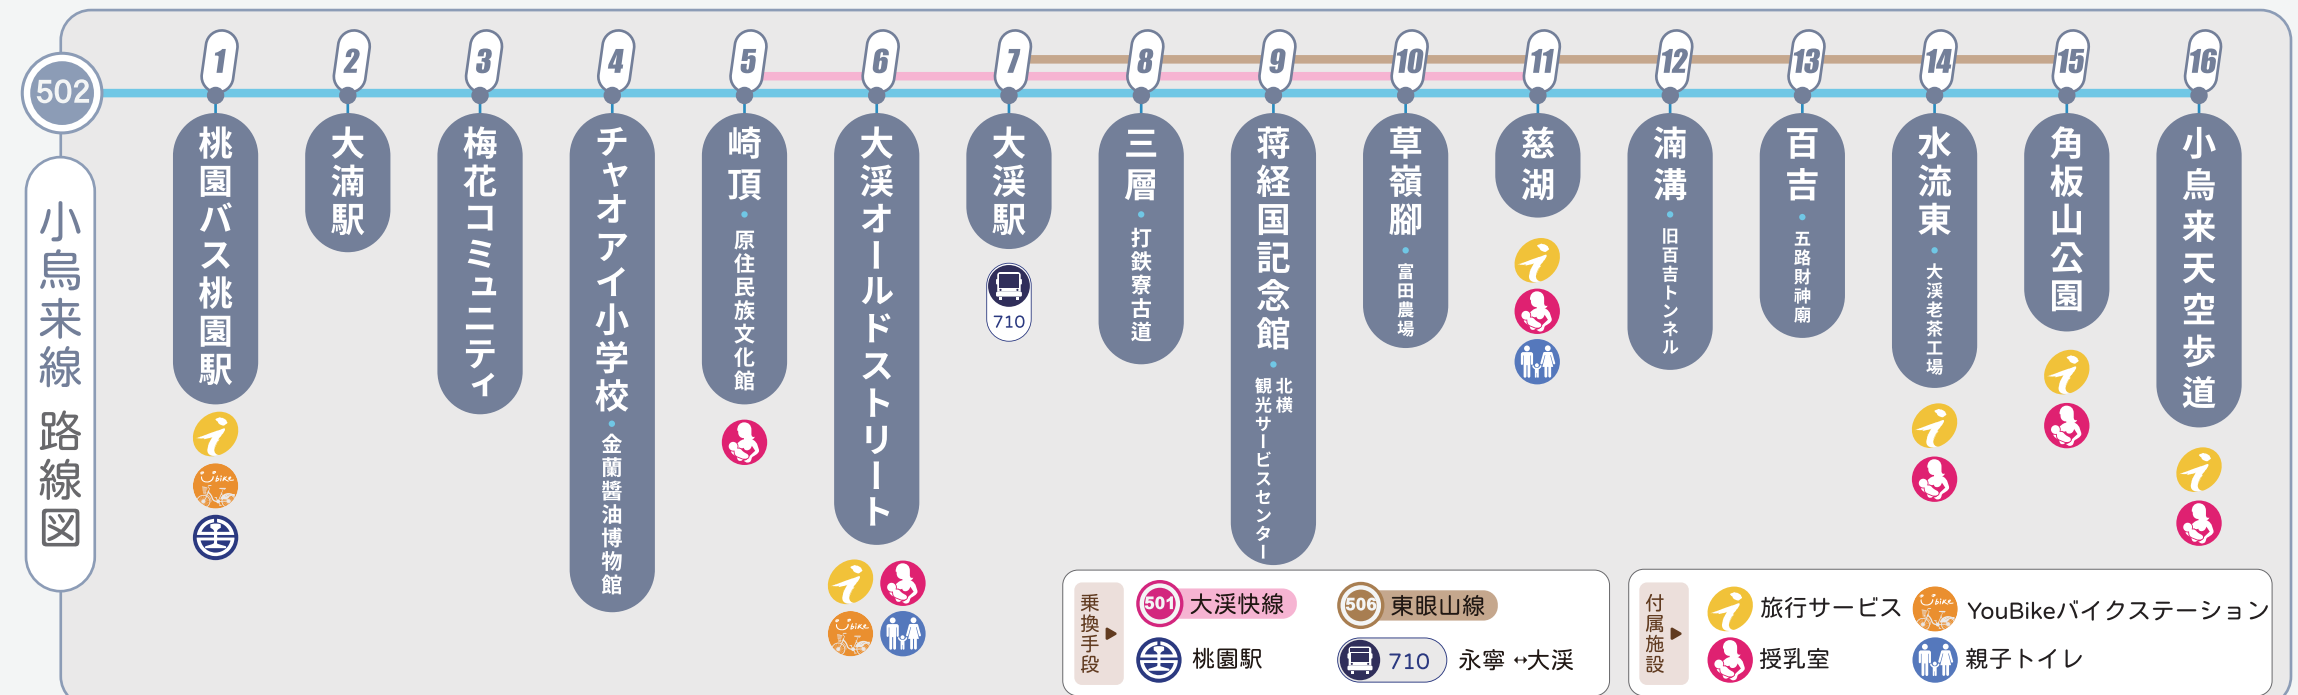 502
小烏来線 路線図
1
桃園バス桃園駅
2
大湳駅
3
梅花コミュニティ
4
チャオアイ小学校・金蘭醬油博物館
5
崎頂・原住民族文化館
6
大渓オールドストリート
7
大渓駅
710
8
三層・打鉄寮古道
9
蒋経国記念館・北横観光サービスセンター
10
草嶺腳・富田農場
11
慈湖
12
湳溝・旧百吉トンネル
13
百吉・五路財神廟
14
水流東・大渓老茶工場
15
角板山公園
16
小烏来天空歩道
乗換手段
501 大渓快線
506 東眼山線
桃園駅
710 永寧↔大渓
付属施設
旅行サービス
YouBikeバイクステーション
授乳室
親子トイレ